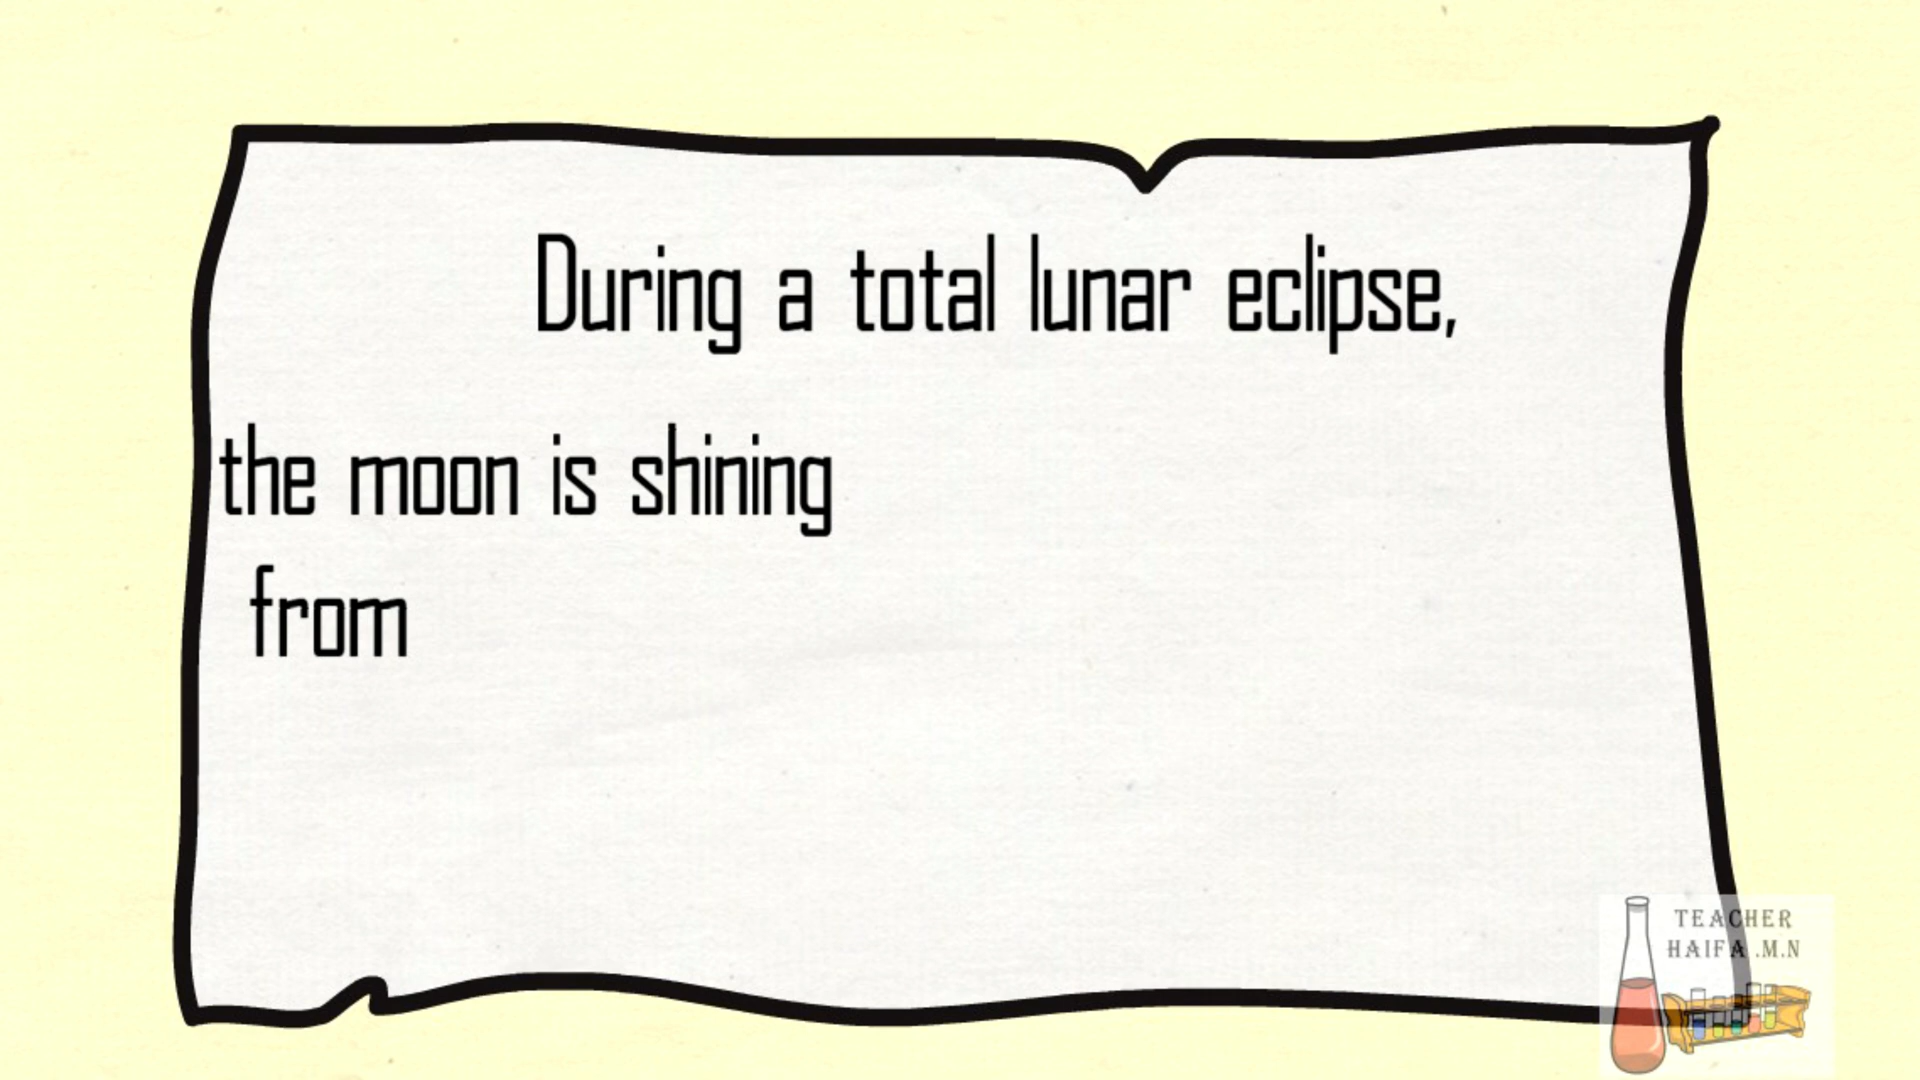 During a total lunar eclipse,
the moon is shining
from
TEACHER
HAIFA .M.N